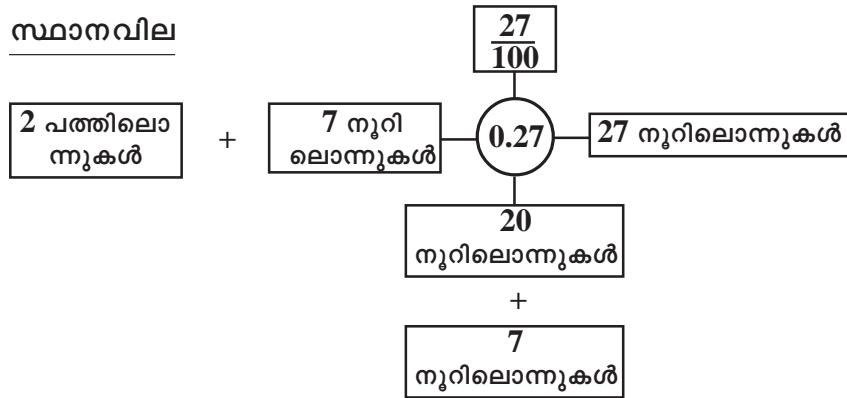 സ്ഥാനവില
27
100
2 പത്തിലൊ
ന്നുകൾ
+
7 നൂറി
ലൊന്നുകൾ
0.27
27 നൂറിലൊന്നുകൾ
20
നൂറിലൊന്നുകൾ
+
7
നൂറിലൊന്നുകൾ